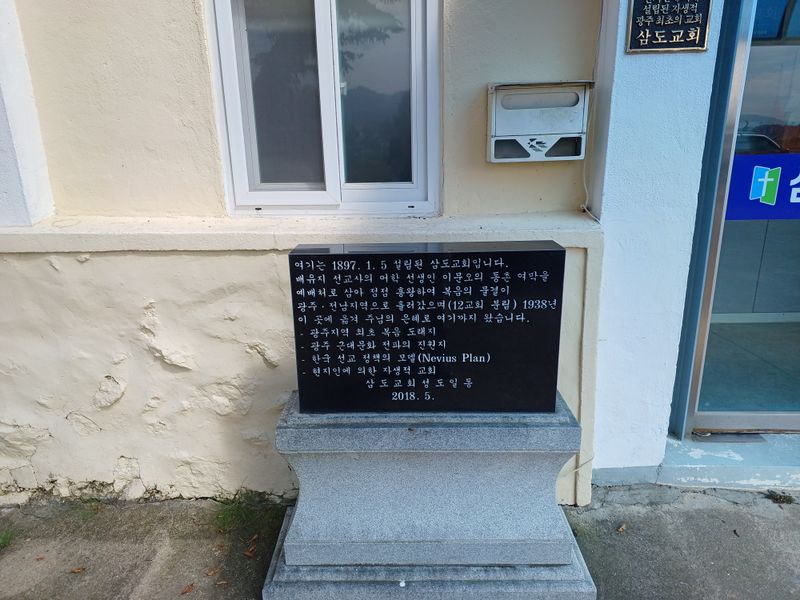 설립된 자생적
광주 최초의 교회
삼도교회
여기는 1897. 1. 5 설립된 삼도교회입니다.
배유지 선교사의 어학 선생인 이문오의 동촌 여막을
예배처로 삼아 점점 흥왕하여 복음의 물결이
광주·전남지역으로 흘러갔으며(12교회 분립) 1938년
이 곳에 옮겨 주님의 은혜로 여기까지 왔습니다.
- 광주지역 최초 복음 도래지
- 광주 근대문화 전파의 진원지
- 한국 선교 정책의 모델(Nevius Plan)
- 현지인에 의한 자생적 교회
삼도교회성도일동
2018. 5.